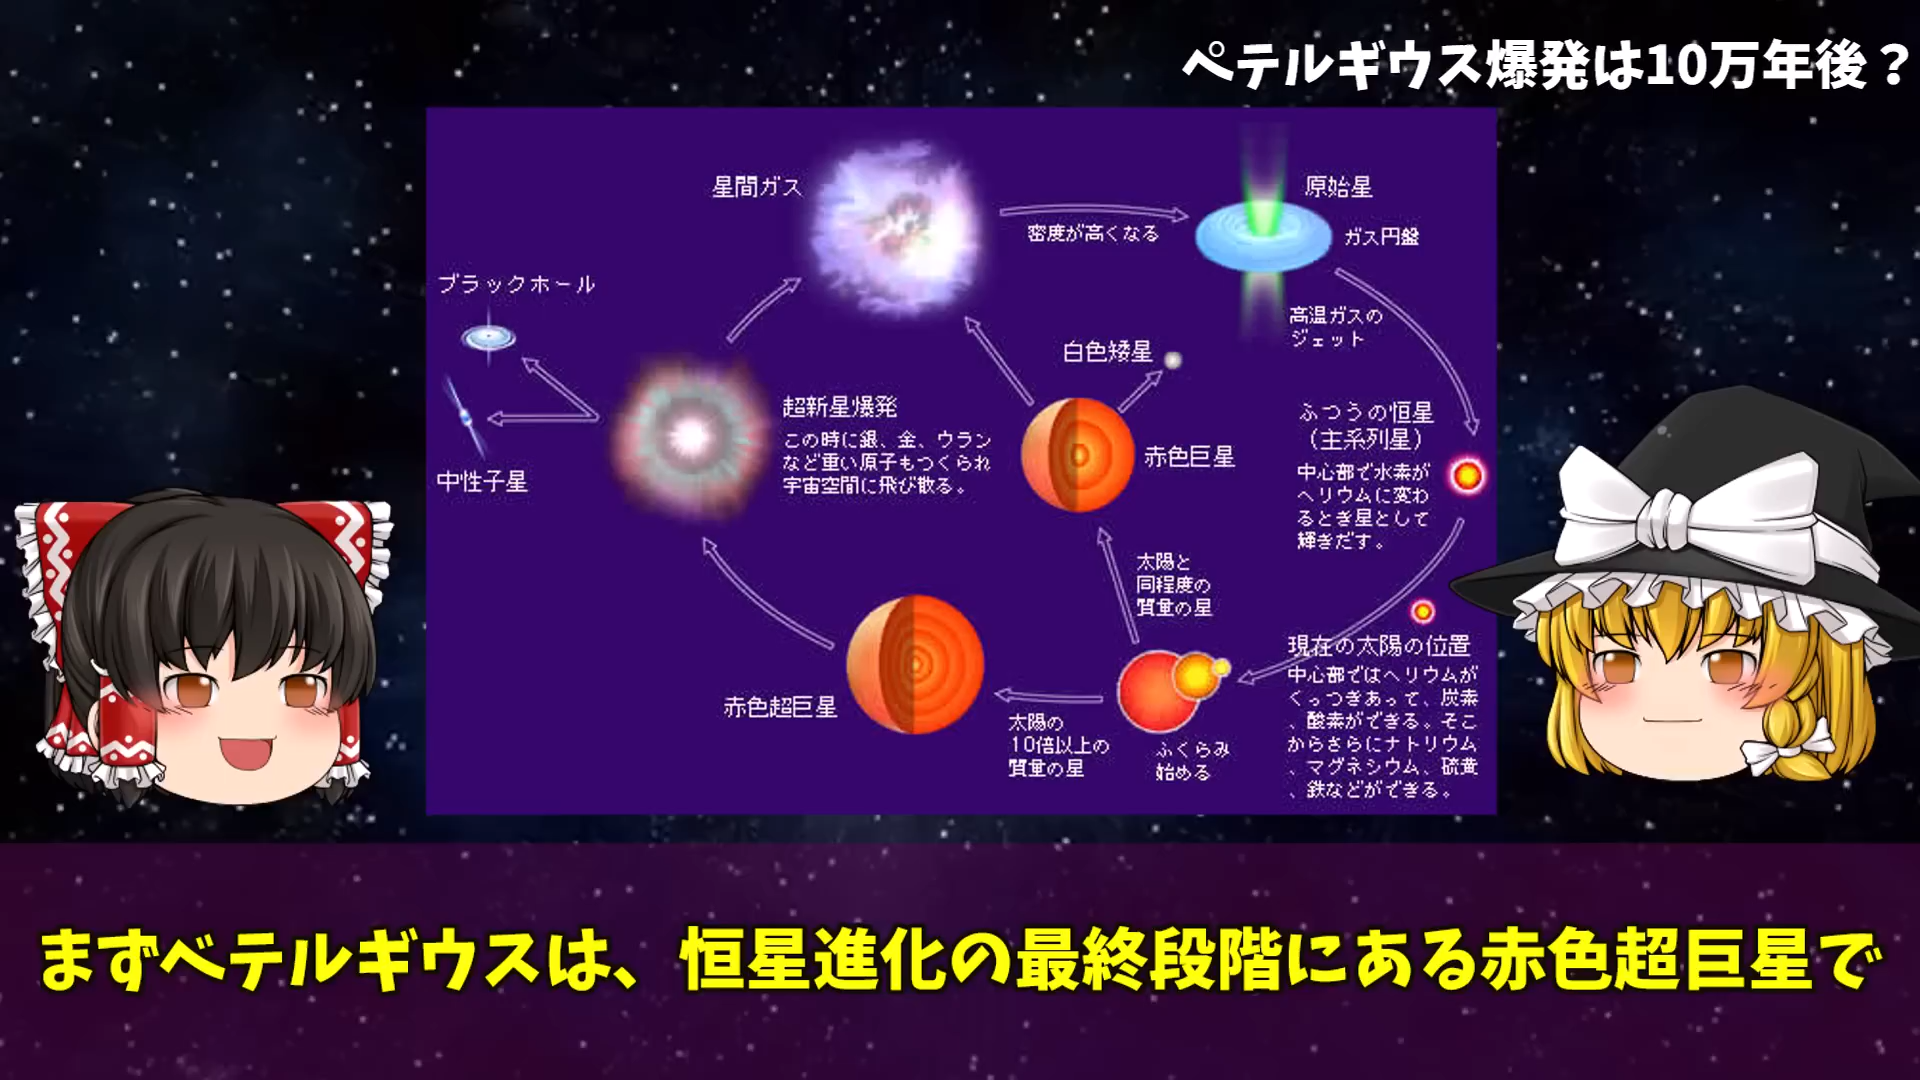 ペテルギウス爆発は10万年後？
星間ガス
密度が高くなる
原始星
ガス円盤
高温ガスの
ジェット
ブラックホール
中性子星
超新星爆発
この時に銀、金、ウラン
など重い原子もつくられ
宇宙空間に飛び散る。
白色矮星
赤色巨星
ふつうの恒星
（主系列星）
中心部で水素が
ヘリウムに変わ
るとき星として
輝きだす。
太陽と
同程度の
質量の星
現在の太陽の位置
中心部ではヘリウムが
くっつきあって、炭素
、酸素ができる。そこ
からさらにナトリウム
、マグネシウム、硫黄
、鉄などができる。
赤色超巨星
太陽の
10倍以上の
質量の星
ふくらみ
始める
まずベテルギウスは、恒星進化の最終段階にある赤色超巨星で